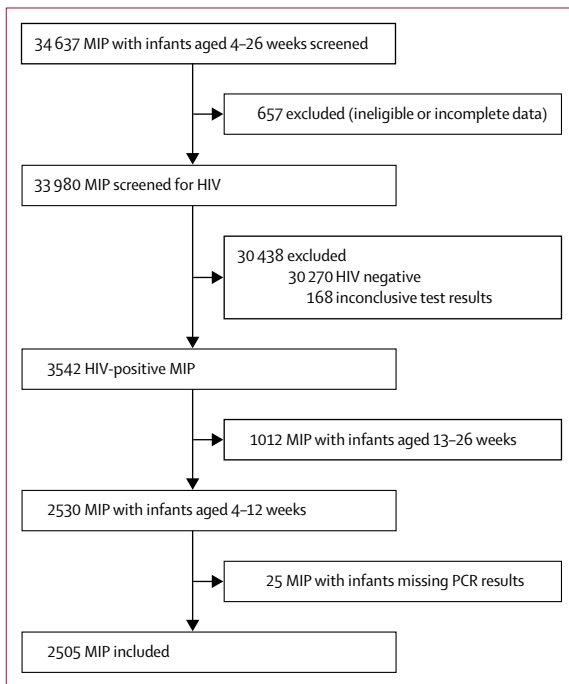 34 637 MIP with infants aged 4–26 weeks screened
657 excluded (ineligible or incomplete data)
33 980 MIP screened for HIV
30 438 excluded
30 270 HIV negative
168 inconclusive test results
3542 HIV-positive MIP
1012 MIP with infants aged 13–26 weeks
2530 MIP with infants aged 4–12 weeks
25 MIP with infants missing PCR results
2505 MIP included